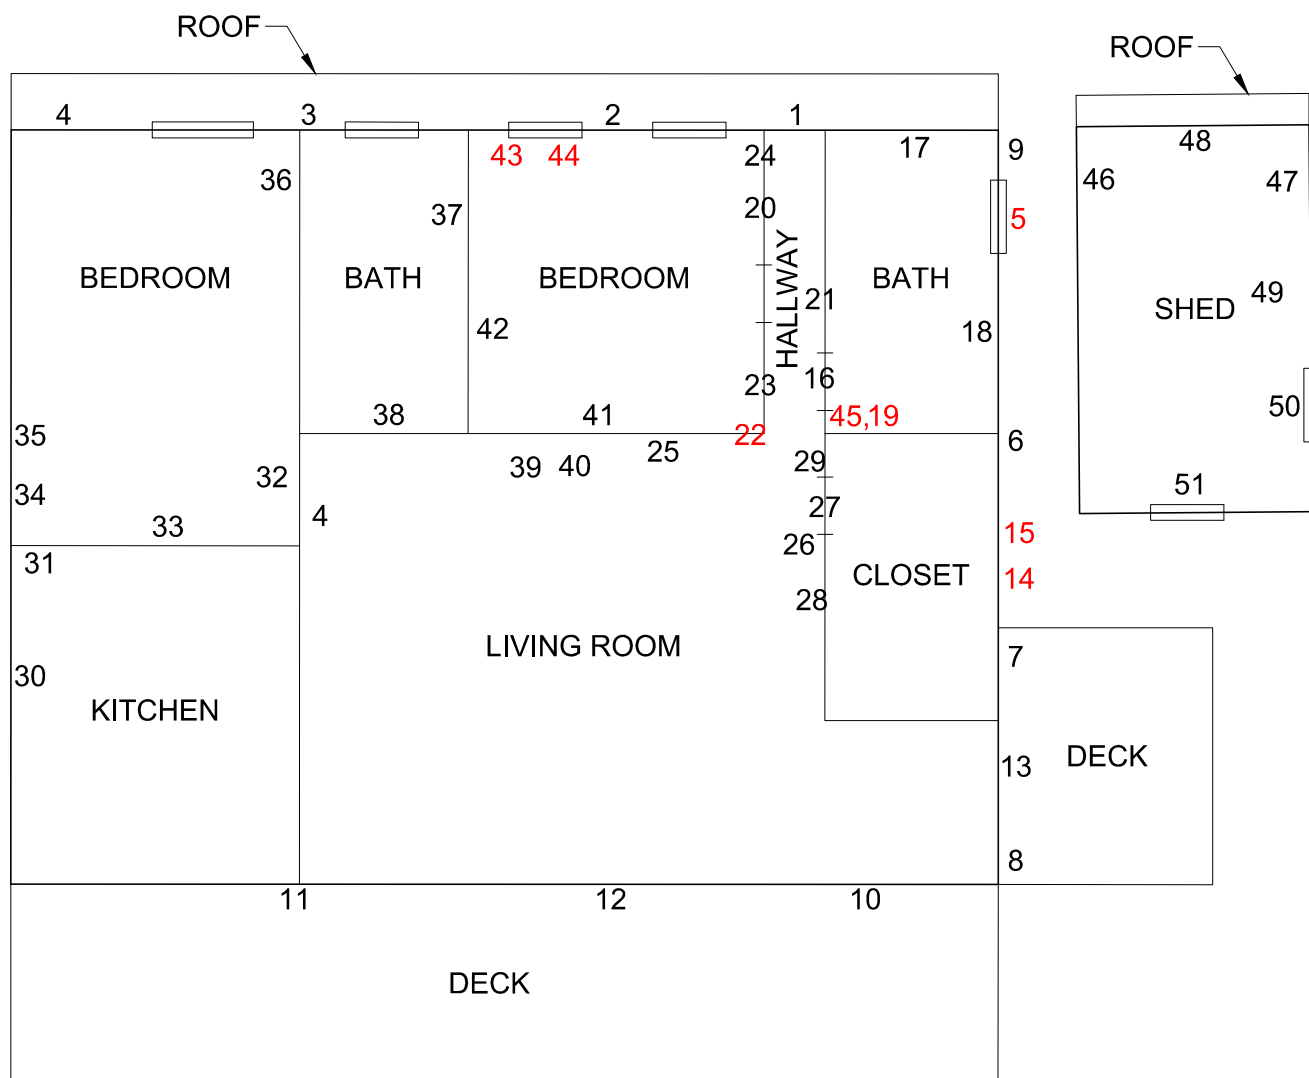 ROOF
ROOF
4 3 2 1
43 44 24 17 9
48
46 47
36 37 20 5
BEDROOM BATH BEDROOM HALLWAY BATH
21 49
SHED
42 18
23 16
38 41 45,19
50
35 22 6
39 40 25 29
32
34 4 27
51
33 26 15
31 28 CLOSET 14
LIVING ROOM
7
30
KITCHEN
13 DECK
8
11 12 10
DECK